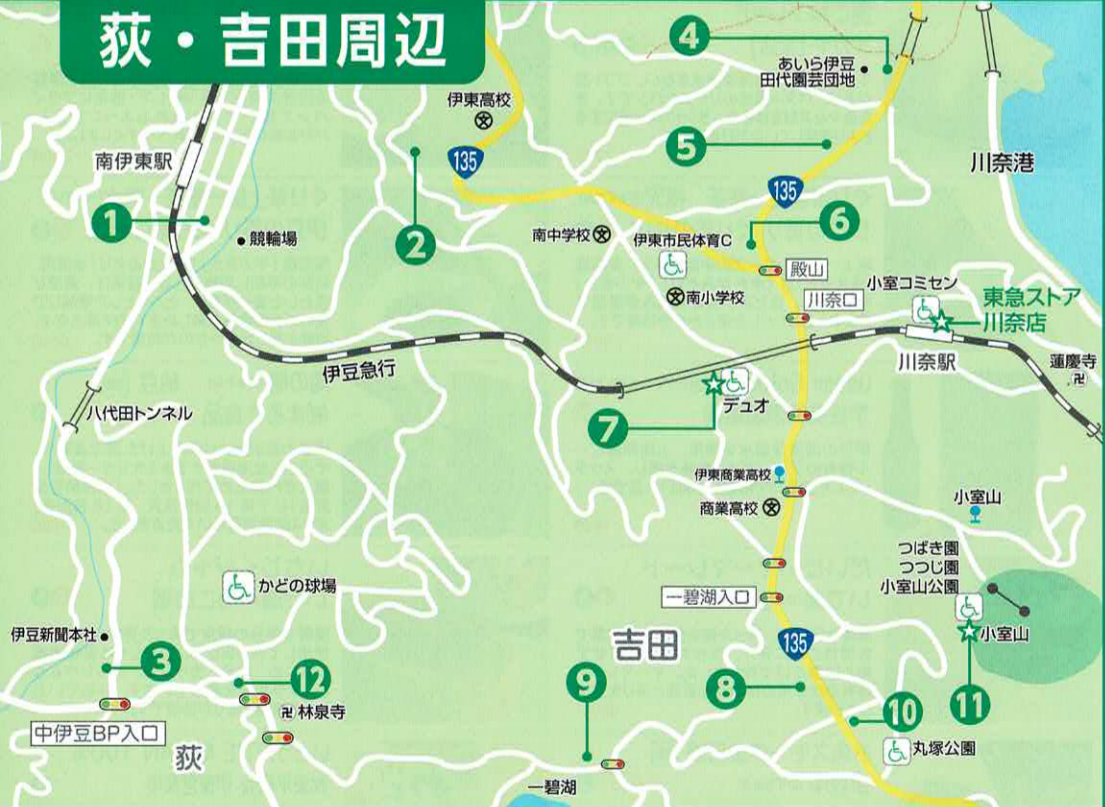 荻・吉田周辺
4
あいら伊豆
田代園芸団地
伊東高校
135
5
川奈港
南伊東駅
135
1
競輪場
2
南中学校
伊東市民体育C
6
殿山
南小学校
川奈口
小室コミセン
東急ストア
川奈店
川奈駅
蓮慶寺
伊豆急行
八代田トンネル
7
デュオ
伊東商業高校
商業高校
小室山
つばき園
つつじ園
小室山公園
かどの球場
一碧湖入口
小室山
伊豆新聞本社
吉田
135
3
12
9
8
10
11
林泉寺
中伊豆BP入口
荻
丸塚公園
一碧湖